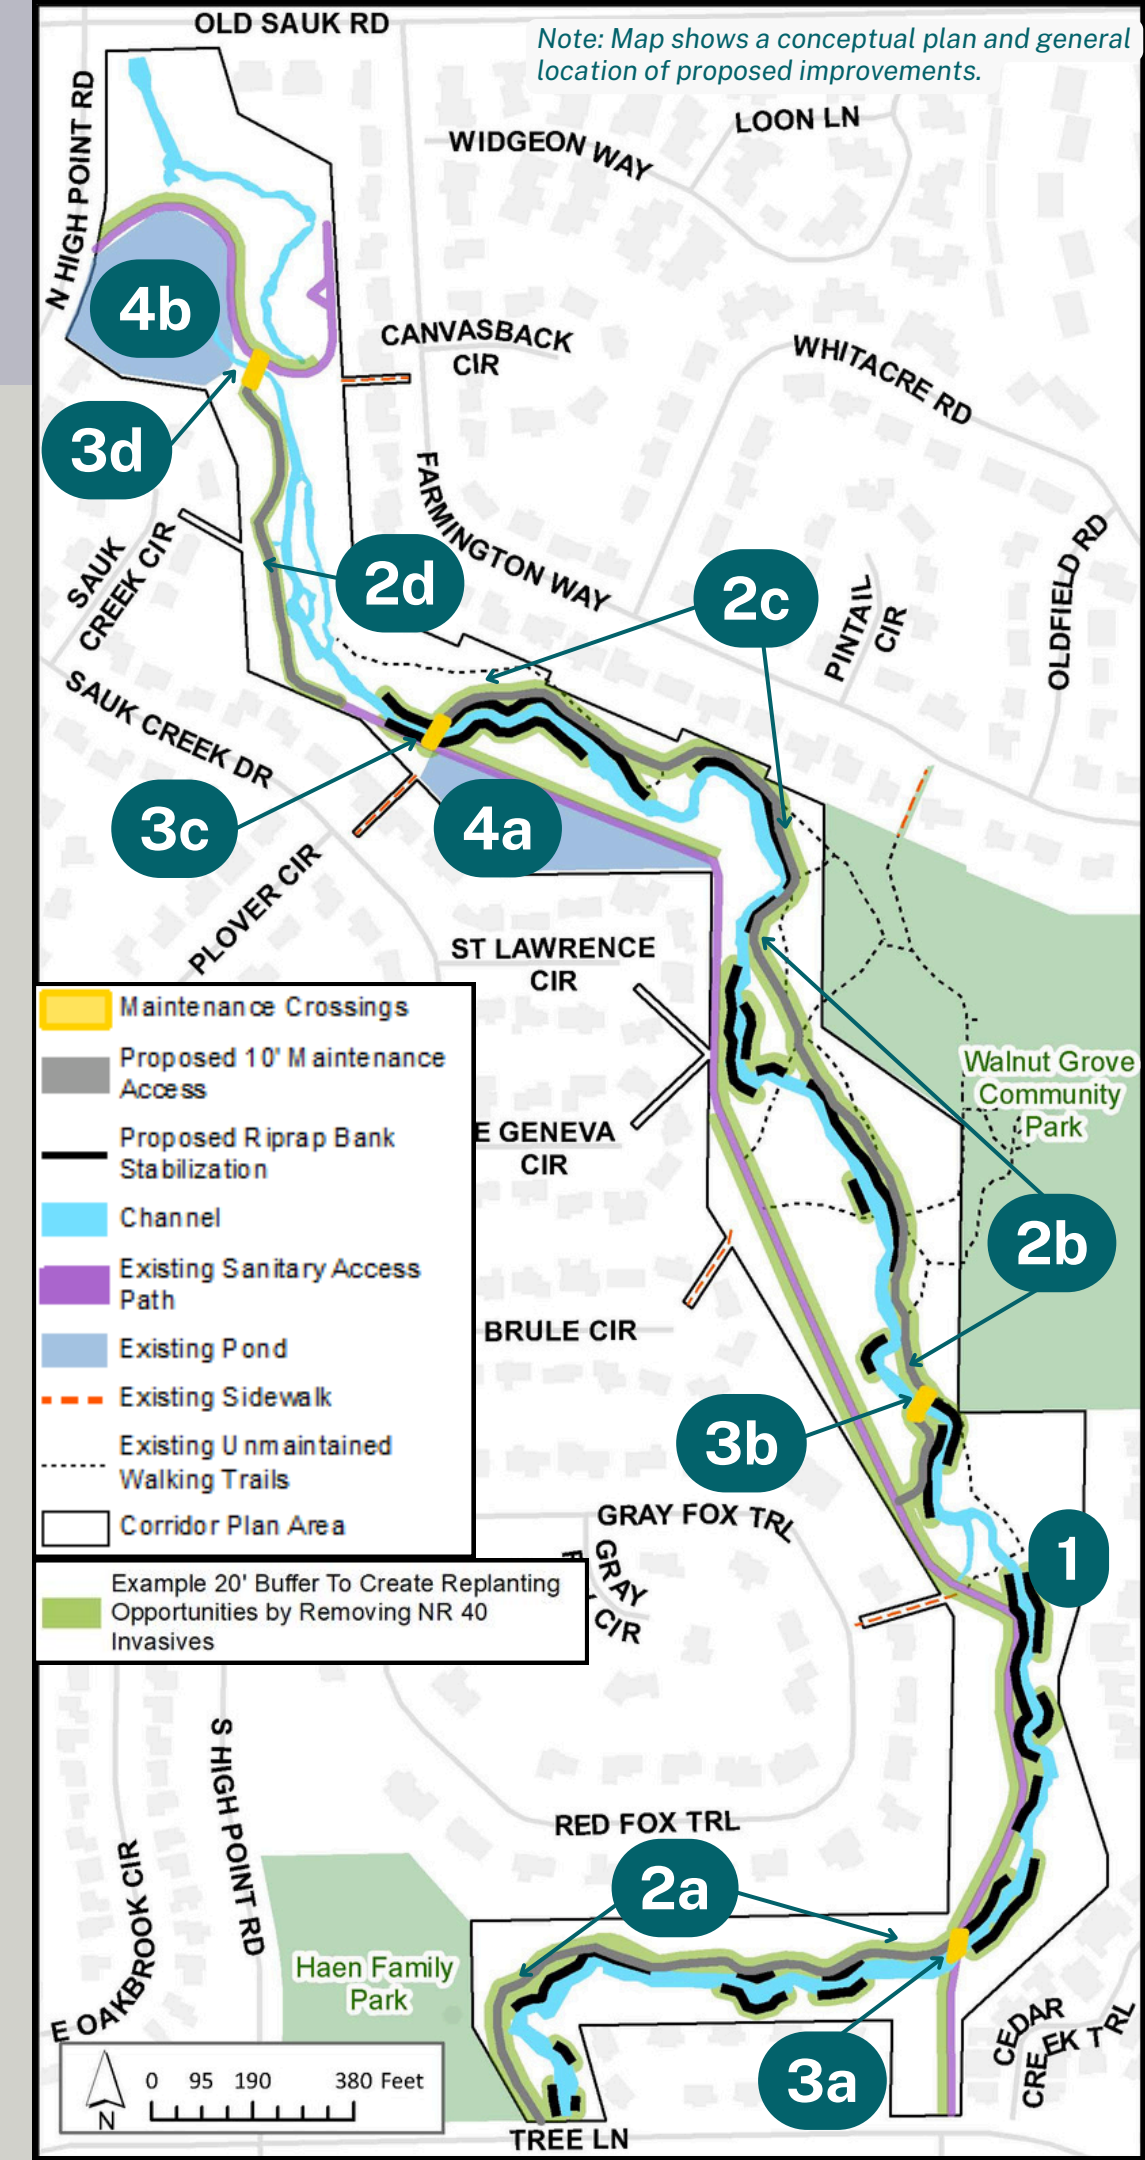 OLD SAUK RD
Note: Map shows a conceptual plan and general
location of proposed improvements.
N HIGH POINT RD
LOON LN
WIDGEON WAY
4b
CANVASBACK
CIR
WHITACRE RD
3d
FARMINGTON WAY
SAUK
CREEK CIR
2d
2c
PINTAIL
CIR
OLDFIELD RD
SAUK CREEK DR
3c
4a
PLOVER CIR
ST LAWRENCE
CIR
Maintenance Crossings
Proposed 10' Maintenance
Access
Proposed Riprap Bank
Stabilization
Channel
Existing Sanitary Access
Path
Existing Pond
Existing Sidewalk
Existing Unmaintained
Walking Trails
Corridor Plan Area
Walnut Grove
Community
Park
E GENEVA
CIR
2b
BRULE CIR
3b
GRAY FOX TRL
GRAY
CIR
1
Example 20' Buffer To Create Replanting
Opportunities by Removing NR 40
Invasives
S HIGH POINT RD
RED FOX TRL
2a
E OAKBROOK CIR
Haen Family
Park
CEDAR
CREEK TRL
3a
N
0 95 190 380 Feet
TREE LN